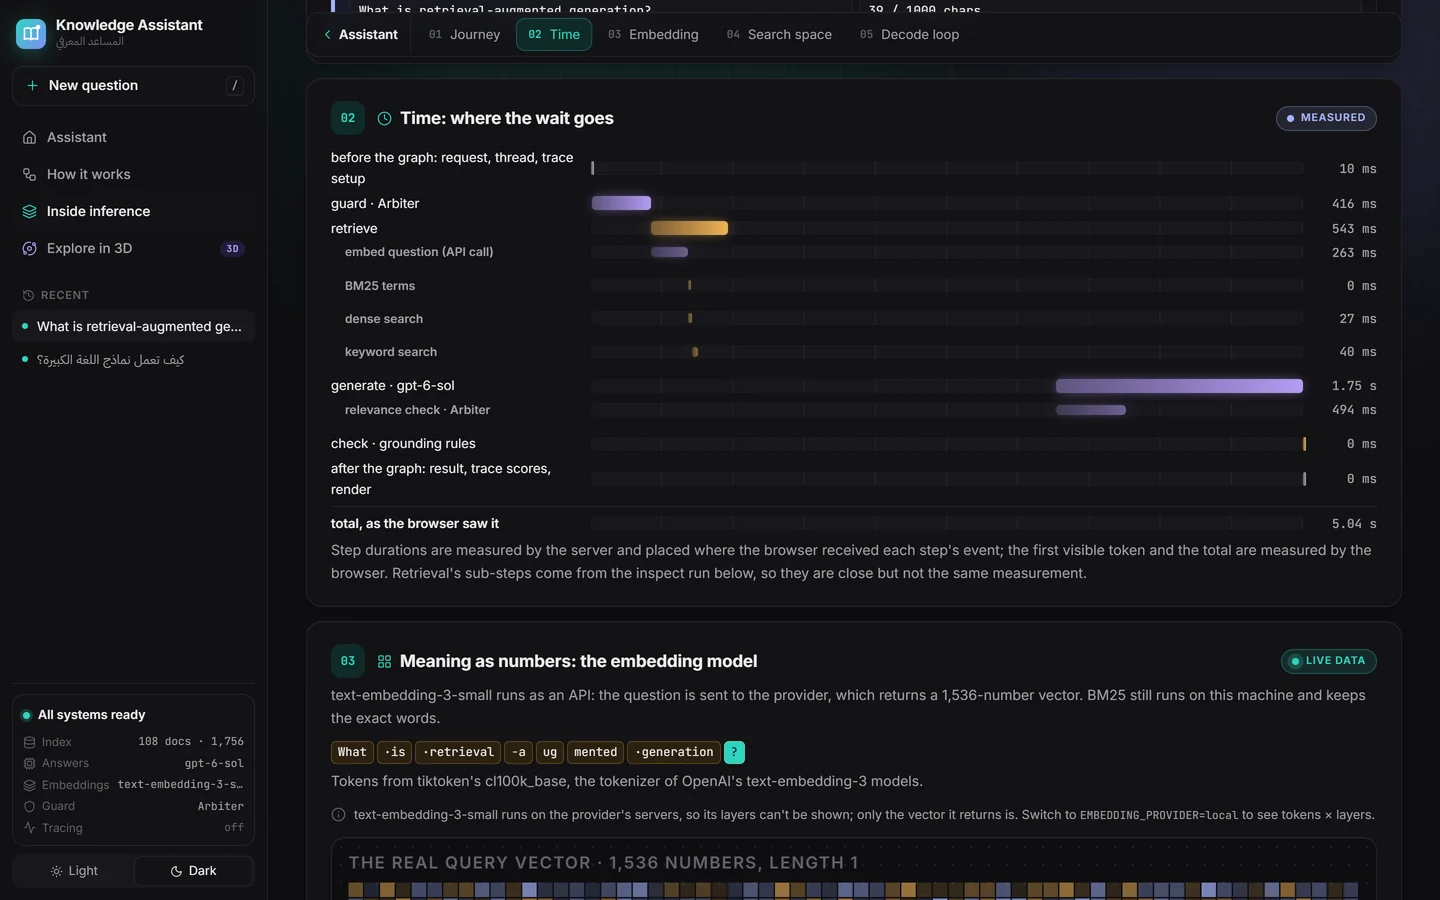 Knowledge Assistant
المساعد المعرفي
New question
/
Assistant
How it works
Inside inference
Explore in 3D
3D
RECENT
What is retrieval-augmented ge...
كيف تعمل نماذج اللغة الكبيرة؟
All systems ready
Index 108 docs · 1,756
Answers gpt-6-sol
Embeddings text-embedding-3-s…
Guard Arbiter
Tracing off
Light
Dark
What is retrieval-augmented generation?
39 / 1000 chars
Assistant
01 Journey
02 Time
03 Embedding
04 Search space
05 Decode loop
02 Time: where the wait goes
MEASURED
before the graph: request, thread, trace
setup
10 ms
guard · Arbiter 416 ms
retrieve 543 ms
embed question (API call) 263 ms
BM25 terms 0 ms
dense search 27 ms
keyword search 40 ms
generate · gpt-6-sol 1.75 s
relevance check · Arbiter 494 ms
check · grounding rules 0 ms
after the graph: result, trace scores,
render
0 ms
total, as the browser saw it 5.04 s
Step durations are measured by the server and placed where the browser received each step's event; the first visible token and the total are measured by the
browser. Retrieval's sub-steps come from the inspect run below, so they are close but not the same measurement.
03 Meaning as numbers: the embedding model
LIVE DATA
text-embedding-3-small runs as an API: the question is sent to the provider, which returns a 1,536-number vector. BM25 still runs on this machine and keeps
the exact words.
What ·is ·retrieval -a ug mented ·generation ?
Tokens from tiktoken's cl100k_base, the tokenizer of OpenAI's text-embedding-3 models.
text-embedding-3-small runs on the provider's servers, so its layers can't be shown; only the vector it returns is. Switch to EMBEDDING_PROVIDER=local to see tokens × layers.
THE REAL QUERY VECTOR · 1,536 NUMBERS, LENGTH 1